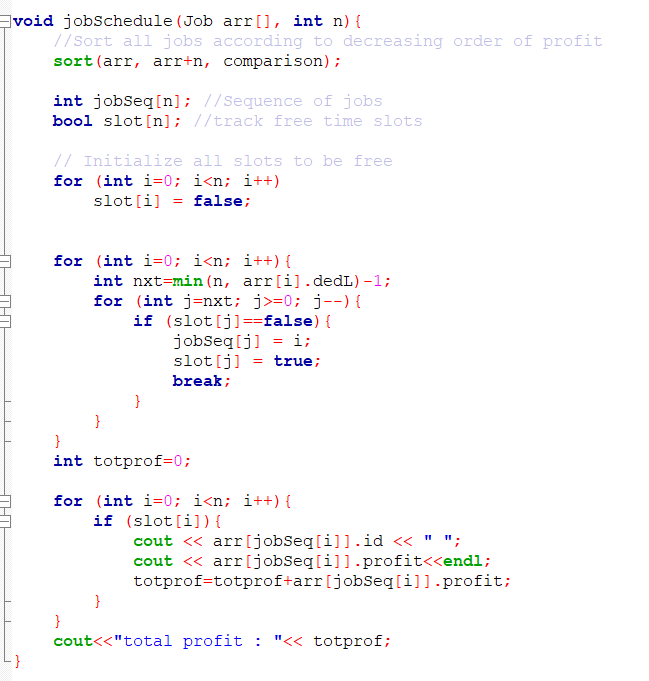 void jobSchedule(Job arr[], int n){
    //Sort all jobs according to decreasing order of profit
    sort(arr, arr+n, comparison);

    int jobSeq[n]; //Sequence of jobs
    bool slot[n]; //track free time slots

    // Initialize all slots to be free
    for (int i=0; i<n; i++)
        slot[i] = false;


    for (int i=0; i<n; i++){
        int nxt=min(n, arr[i].dedL)-1;
        for (int j=nxt; j>=0; j--){
            if (slot[j]==false){
                jobSeq[j] = i;
                slot[j] = true;
                break;
            }
        }
    }
    int totprof=0;

    for (int i=0; i<n; i++){
        if (slot[i]){
            cout << arr[jobSeq[i]].id << " ";
            cout << arr[jobSeq[i]].profit<<endl;
            totprof=totprof+arr[jobSeq[i]].profit;
        }
    }
    cout<<"total profit : "<< totprof;
}